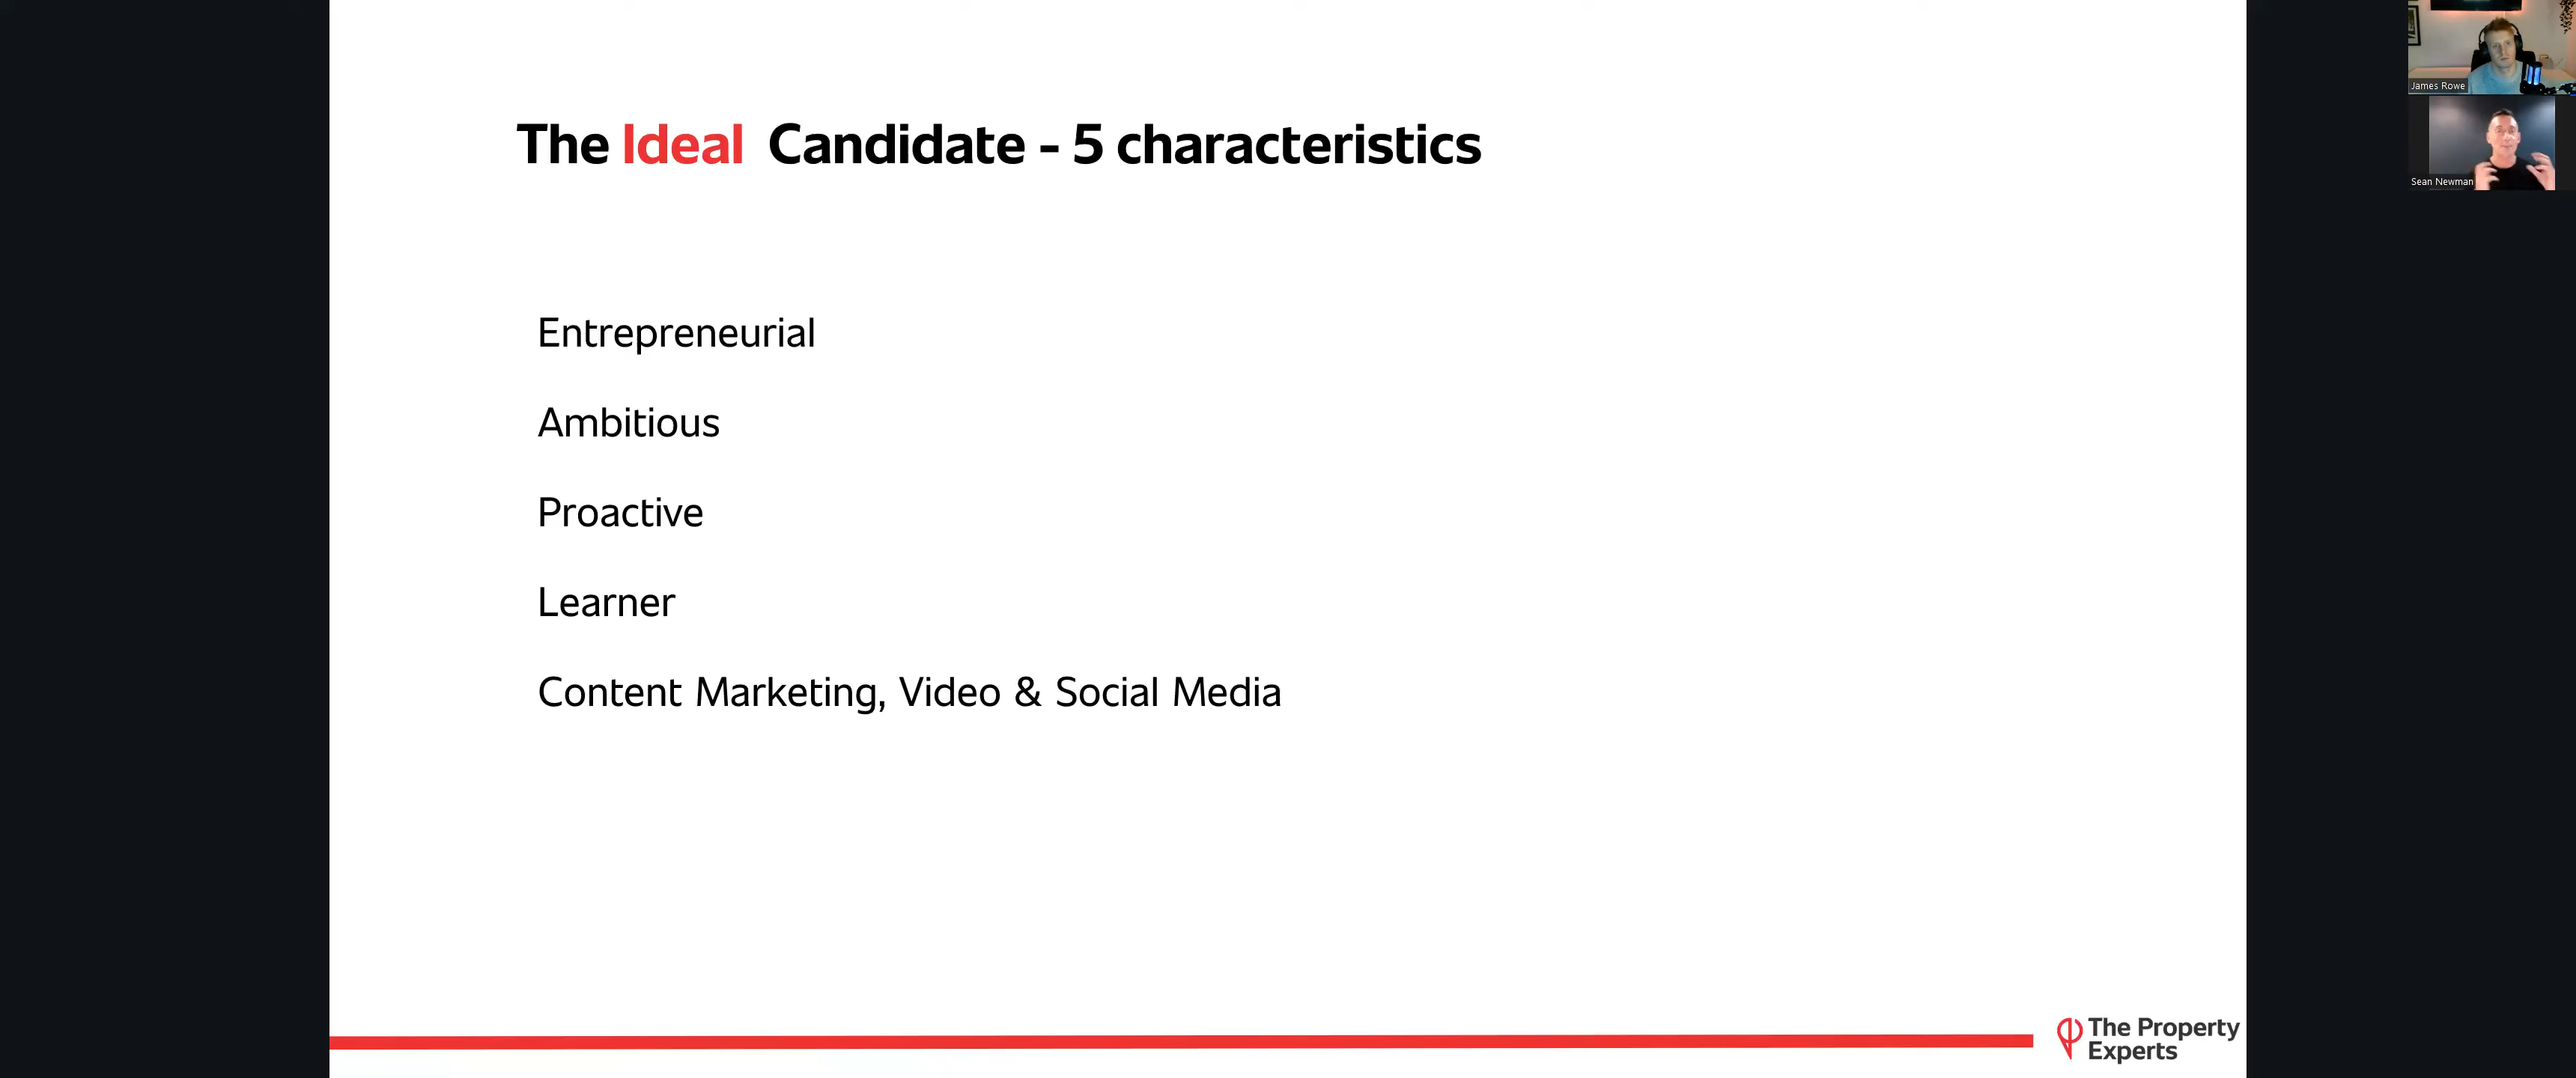 The Ideal Candidate - 5 characteristics
Entrepreneurial
Ambitious
Proactive
Learner
Content Marketing, Video & Social Media
The Property
Experts
James Rowe
Sean Newman